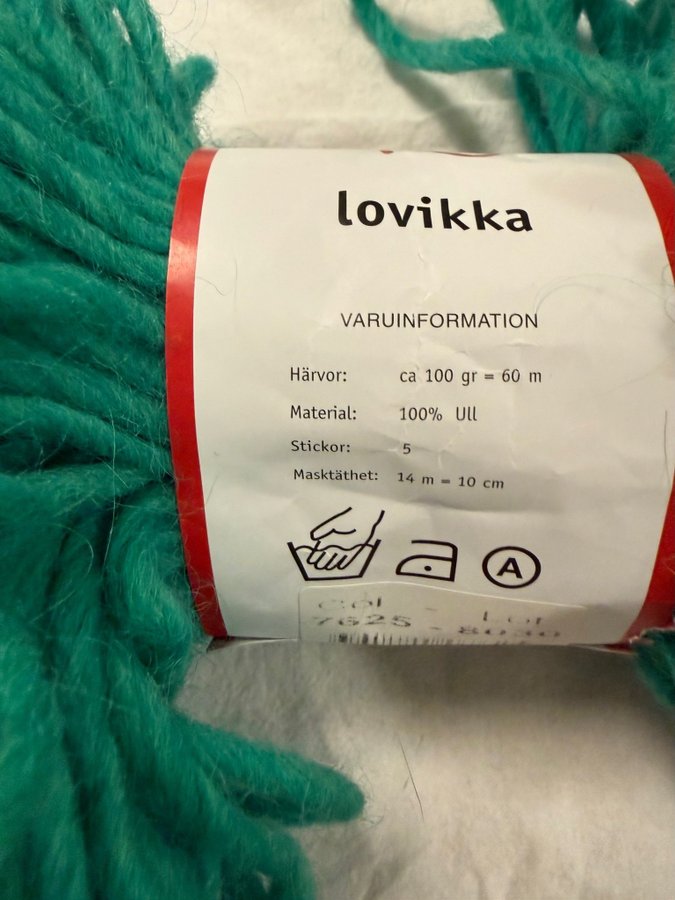 lovikka
VARUINFORMATION
Härvor: ca 100 gr = 60 m
Material: 100% Ull
Stickor: 5
Masktäthet: 14 m = 10 cm
A
Col - Lot
7625 - 8030